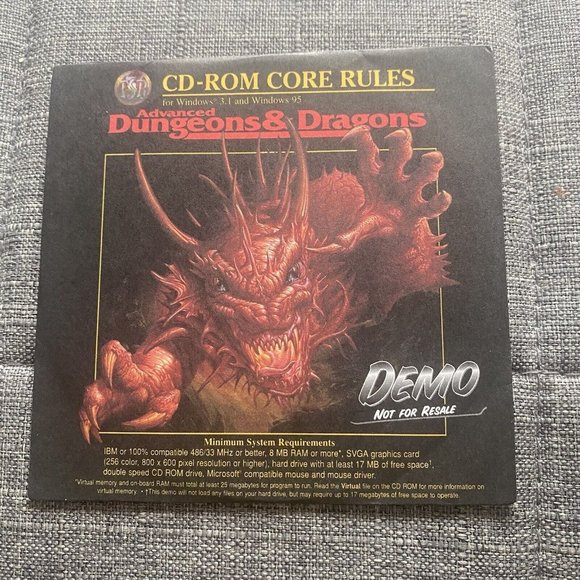 TSR
CD-ROM CORE RULES
for Windows® 3.1 and Windows 95
Advanced
Dungeons & Dragons
DEMO
NOT FOR RESALE
Minimum System Requirements
IBM or 100% compatible 486/33 MHz or better, 8 MB RAM or more*, SVGA graphics card
(256 color, 800 x 600 pixel resolution or higher), hard drive with at least 17 MB of free space†,
double speed CD ROM drive, Microsoft® compatible mouse and mouse driver.
*Virtual memory and on-board RAM must total at least 25 megabytes for program to run. Read the Virtual file on the CD ROM for more information on
virtual memory. • †This demo will not load any files on your hard drive, but may require up to 17 megabytes of free space to operate.